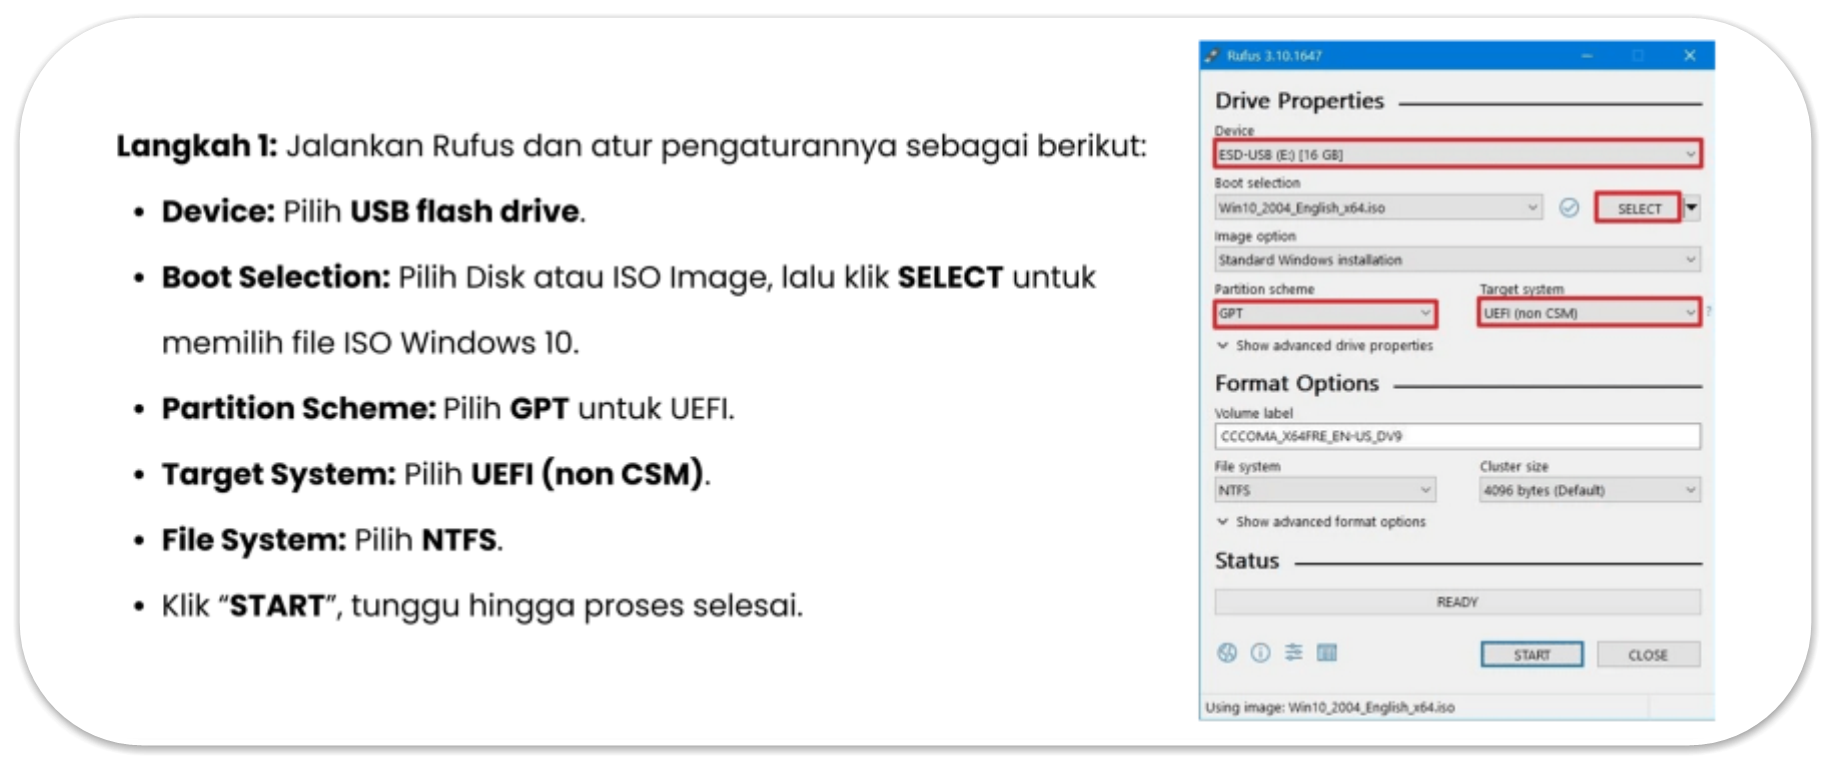 Langkah 1: Jalankan Rufus dan atur pengaturannya sebagai berikut:
• Device: Pilih USB flash drive.
• Boot Selection: Pilih Disk atau ISO Image, lalu klik SELECT untuk
memilih file ISO Windows 10.
• Partition Scheme: Pilih GPT untuk UEFI.
• Target System: Pilih UEFI (non CSM).
• File System: Pilih NTFS.
• Klik “START”, tunggu hingga proses selesai.
Rufus 3.10.1647
Drive Properties
Device
ESD-USB (E:) [16 GB]
Boot selection
Win10_2004_English_x64.iso
SELECT
Image option
Standard Windows installation
Partition scheme
Target system
GPT
UEFI (non CSM)
?
Show advanced drive properties
Format Options
Volume label
CCCOMA_X64FRE_EN-US_DV9
File system
Cluster size
NTFS
4096 bytes (Default)
Show advanced format options
Status
READY
START
CLOSE
Using image: Win10_2004_English_x64.iso